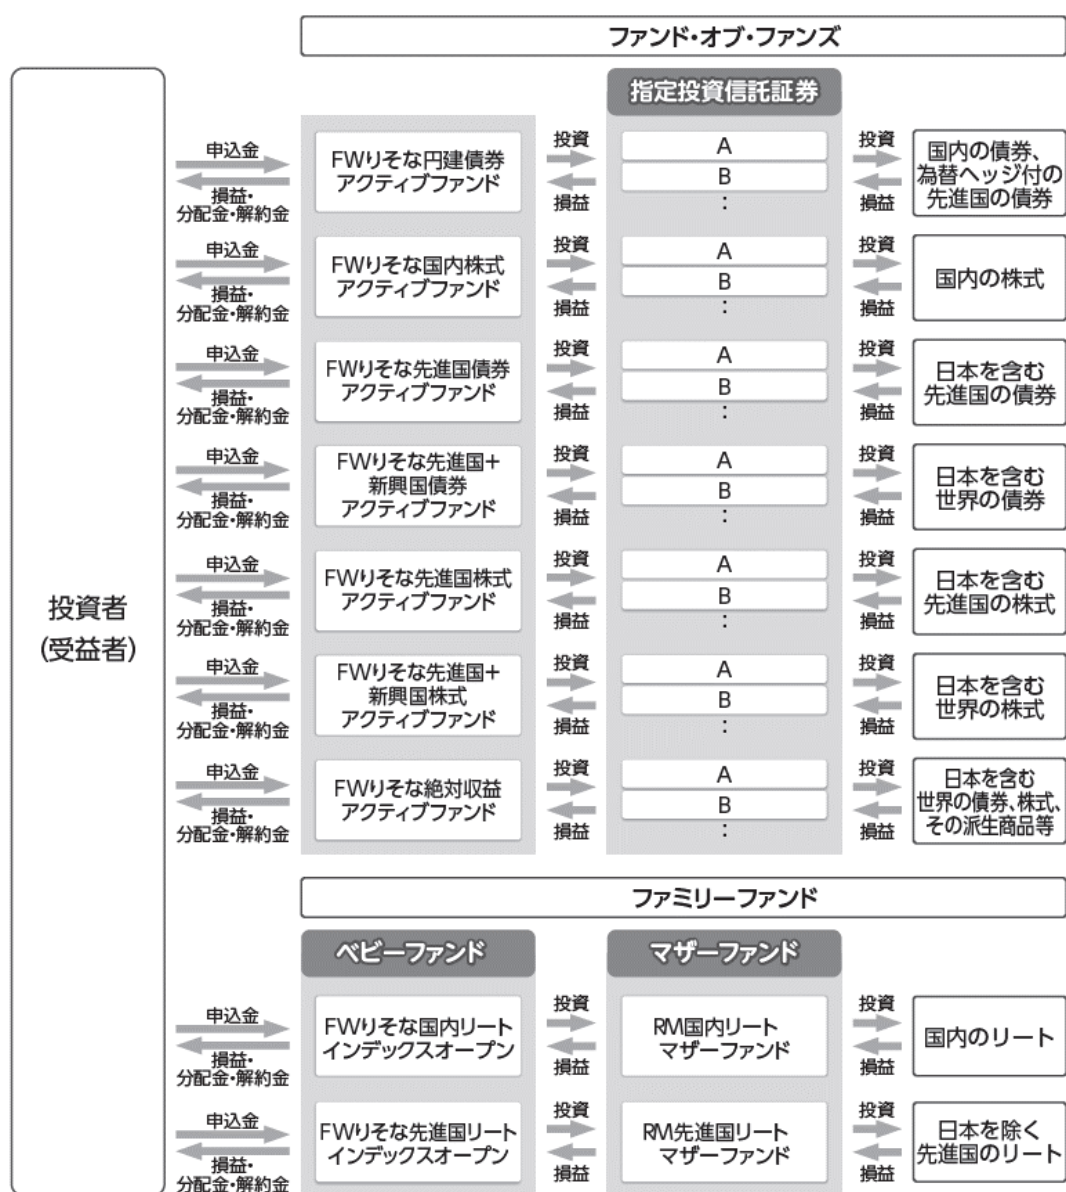 ファンド・オブ・ファンズ
指定投資信託証券
投資者
(受益者)
申込金
損益・
分配金・解約金
FWりそな円建債券
アクティブファンド
投資
損益
A
B
:
投資
損益
国内の債券、
為替ヘッジ付の
先進国の債券
申込金
損益・
分配金・解約金
FWりそな国内株式
アクティブファンド
投資
損益
A
B
:
投資
損益
国内の株式
申込金
損益・
分配金・解約金
FWりそな先進国債券
アクティブファンド
投資
損益
A
B
:
投資
損益
日本を含む
先進国の債券
申込金
損益・
分配金・解約金
FWりそな先進国+
新興国債券
アクティブファンド
投資
損益
A
B
:
投資
損益
日本を含む
世界の債券
申込金
損益・
分配金・解約金
FWりそな先進国株式
アクティブファンド
投資
損益
A
B
:
投資
損益
日本を含む
先進国の株式
申込金
損益・
分配金・解約金
FWりそな先進国+
新興国株式
アクティブファンド
投資
損益
A
B
:
投資
損益
日本を含む
世界の株式
申込金
損益・
分配金・解約金
FWりそな絶対収益
アクティブファンド
投資
損益
A
B
:
投資
損益
日本を含む
世界の債券、株式、
その派生商品等
ファミリーファンド
ベビーファンド
マザーファンド
申込金
損益・
分配金・解約金
FWりそな国内リート
インデックスオープン
投資
損益
RM国内リート
マザーファンド
投資
損益
国内のリート
申込金
損益・
分配金・解約金
FWりそな先進国リート
インデックスオープン
投資
損益
RM先進国リート
マザーファンド
投資
損益
日本を除く
先進国のリート